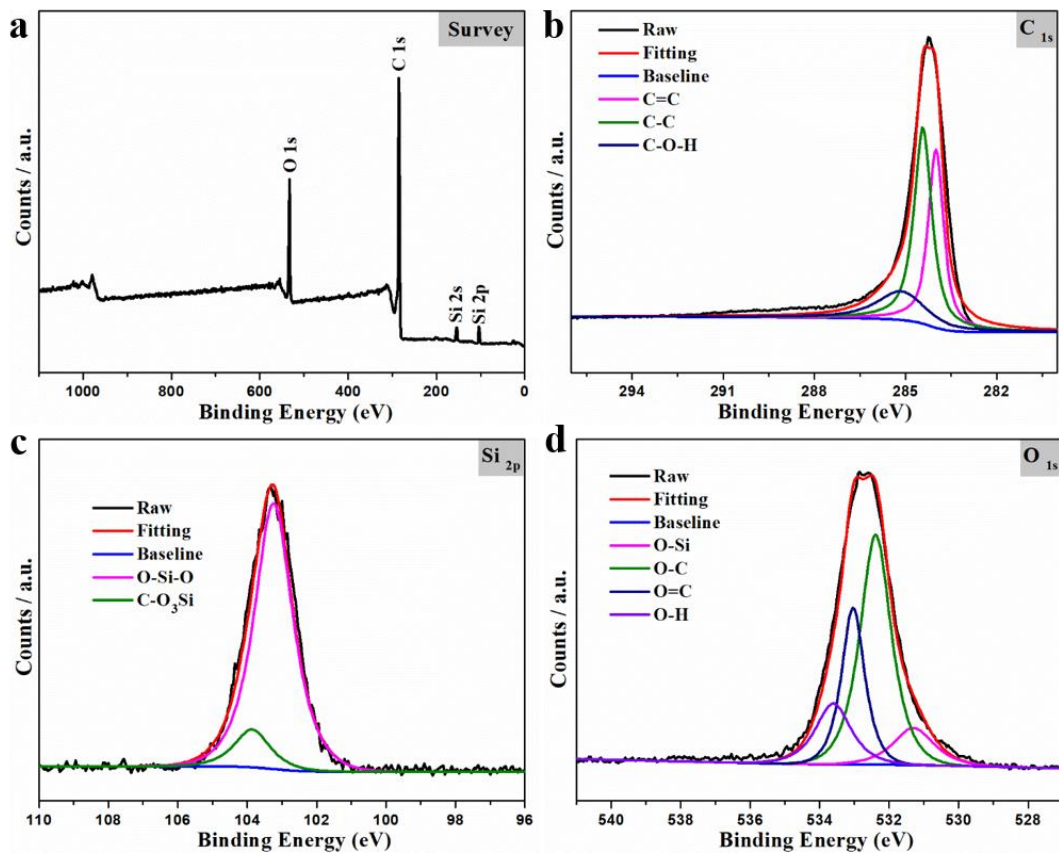 a
Survey
C 1s
O 1s
Si 2s
Si 2p
Counts / a.u.
1000 800 600 400 200 0
Binding Energy (eV)
b
C 1s
Raw
Fitting
Baseline
C=C
C-C
C-O-H
Counts / a.u.
294 291 288 285 282
Binding Energy (eV)
c
Si 2p
Raw
Fitting
Baseline
O-Si-O
C-O3Si
Counts / a.u.
110 108 106 104 102 100 98 96
Binding Energy (eV)
d
O 1s
Raw
Fitting
Baseline
O-Si
O-C
O=C
O-H
Counts / a.u.
540 538 536 534 532 530 528
Binding Energy (eV)